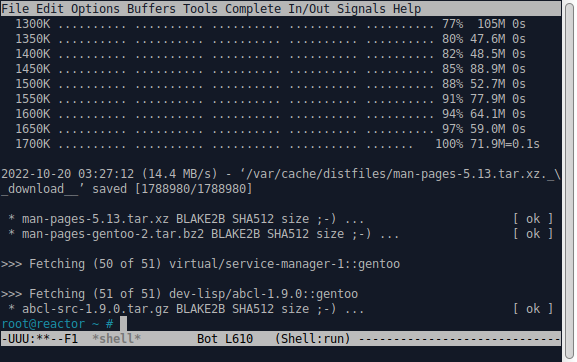 File Edit Options Buffers Tools Complete In/Out Signals Help
1300K .......... .......... .......... .......... .......... 77%  105M 0s
1350K .......... .......... .......... .......... .......... 80% 47.6M 0s
1400K .......... .......... .......... .......... .......... 82% 48.5M 0s
1450K .......... .......... .......... .......... .......... 85% 88.9M 0s
1500K .......... .......... .......... .......... .......... 88% 52.7M 0s
1550K .......... .......... .......... .......... .......... 91% 77.9M 0s
1600K .......... .......... .......... .......... .......... 94% 64.1M 0s
1650K .......... .......... .......... .......... .......... 97% 59.0M 0s
1700K .......... .......... .......... .......... .......   100% 71.9M=0.1s
2022-10-20 03:27:12 (14.4 MB/s) - ‘/var/cache/distfiles/man-pages-5.13.tar.xz._\
_download__’ saved [1788980/1788980]
* man-pages-5.13.tar.xz BLAKE2B SHA512 size ;-) ... [ ok ]
* man-pages-gentoo-2.tar.bz2 BLAKE2B SHA512 size ;-) ... [ ok ]
>>> Fetching (50 of 51) virtual/service-manager-1::gentoo
>>> Fetching (51 of 51) dev-lisp/abcl-1.9.0::gentoo
* abcl-src-1.9.0.tar.gz BLAKE2B SHA512 size ;-) ... [ ok ]
root@reactor ~ #
-UUU:**--F1  *shell*        Bot L610   (Shell:run) -----------------------------